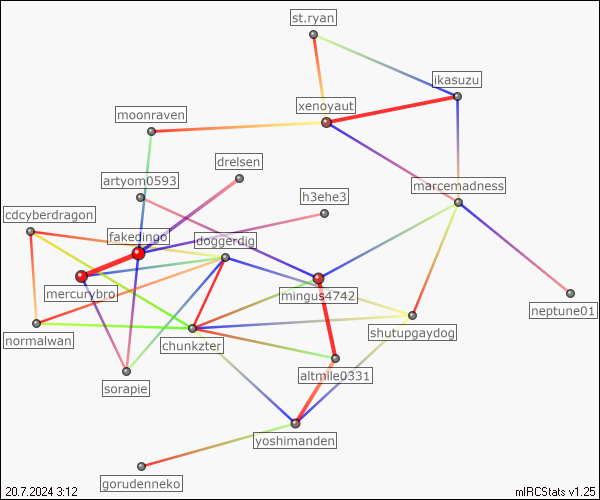 st.ryan
ikasuzu
xenoyaut
moonraven
drelsen
artyom0593
marcemadness
h3ehe3
cdcyberdragon
fakedingo
doggerdig
mercurybro
mingus4742
neptune01
shutupgaydog
normalwan
chunkzter
altmile0331
sorapie
yoshimanden
gorudenneko
20.7.2024 3:12
mIRCStats v1.25